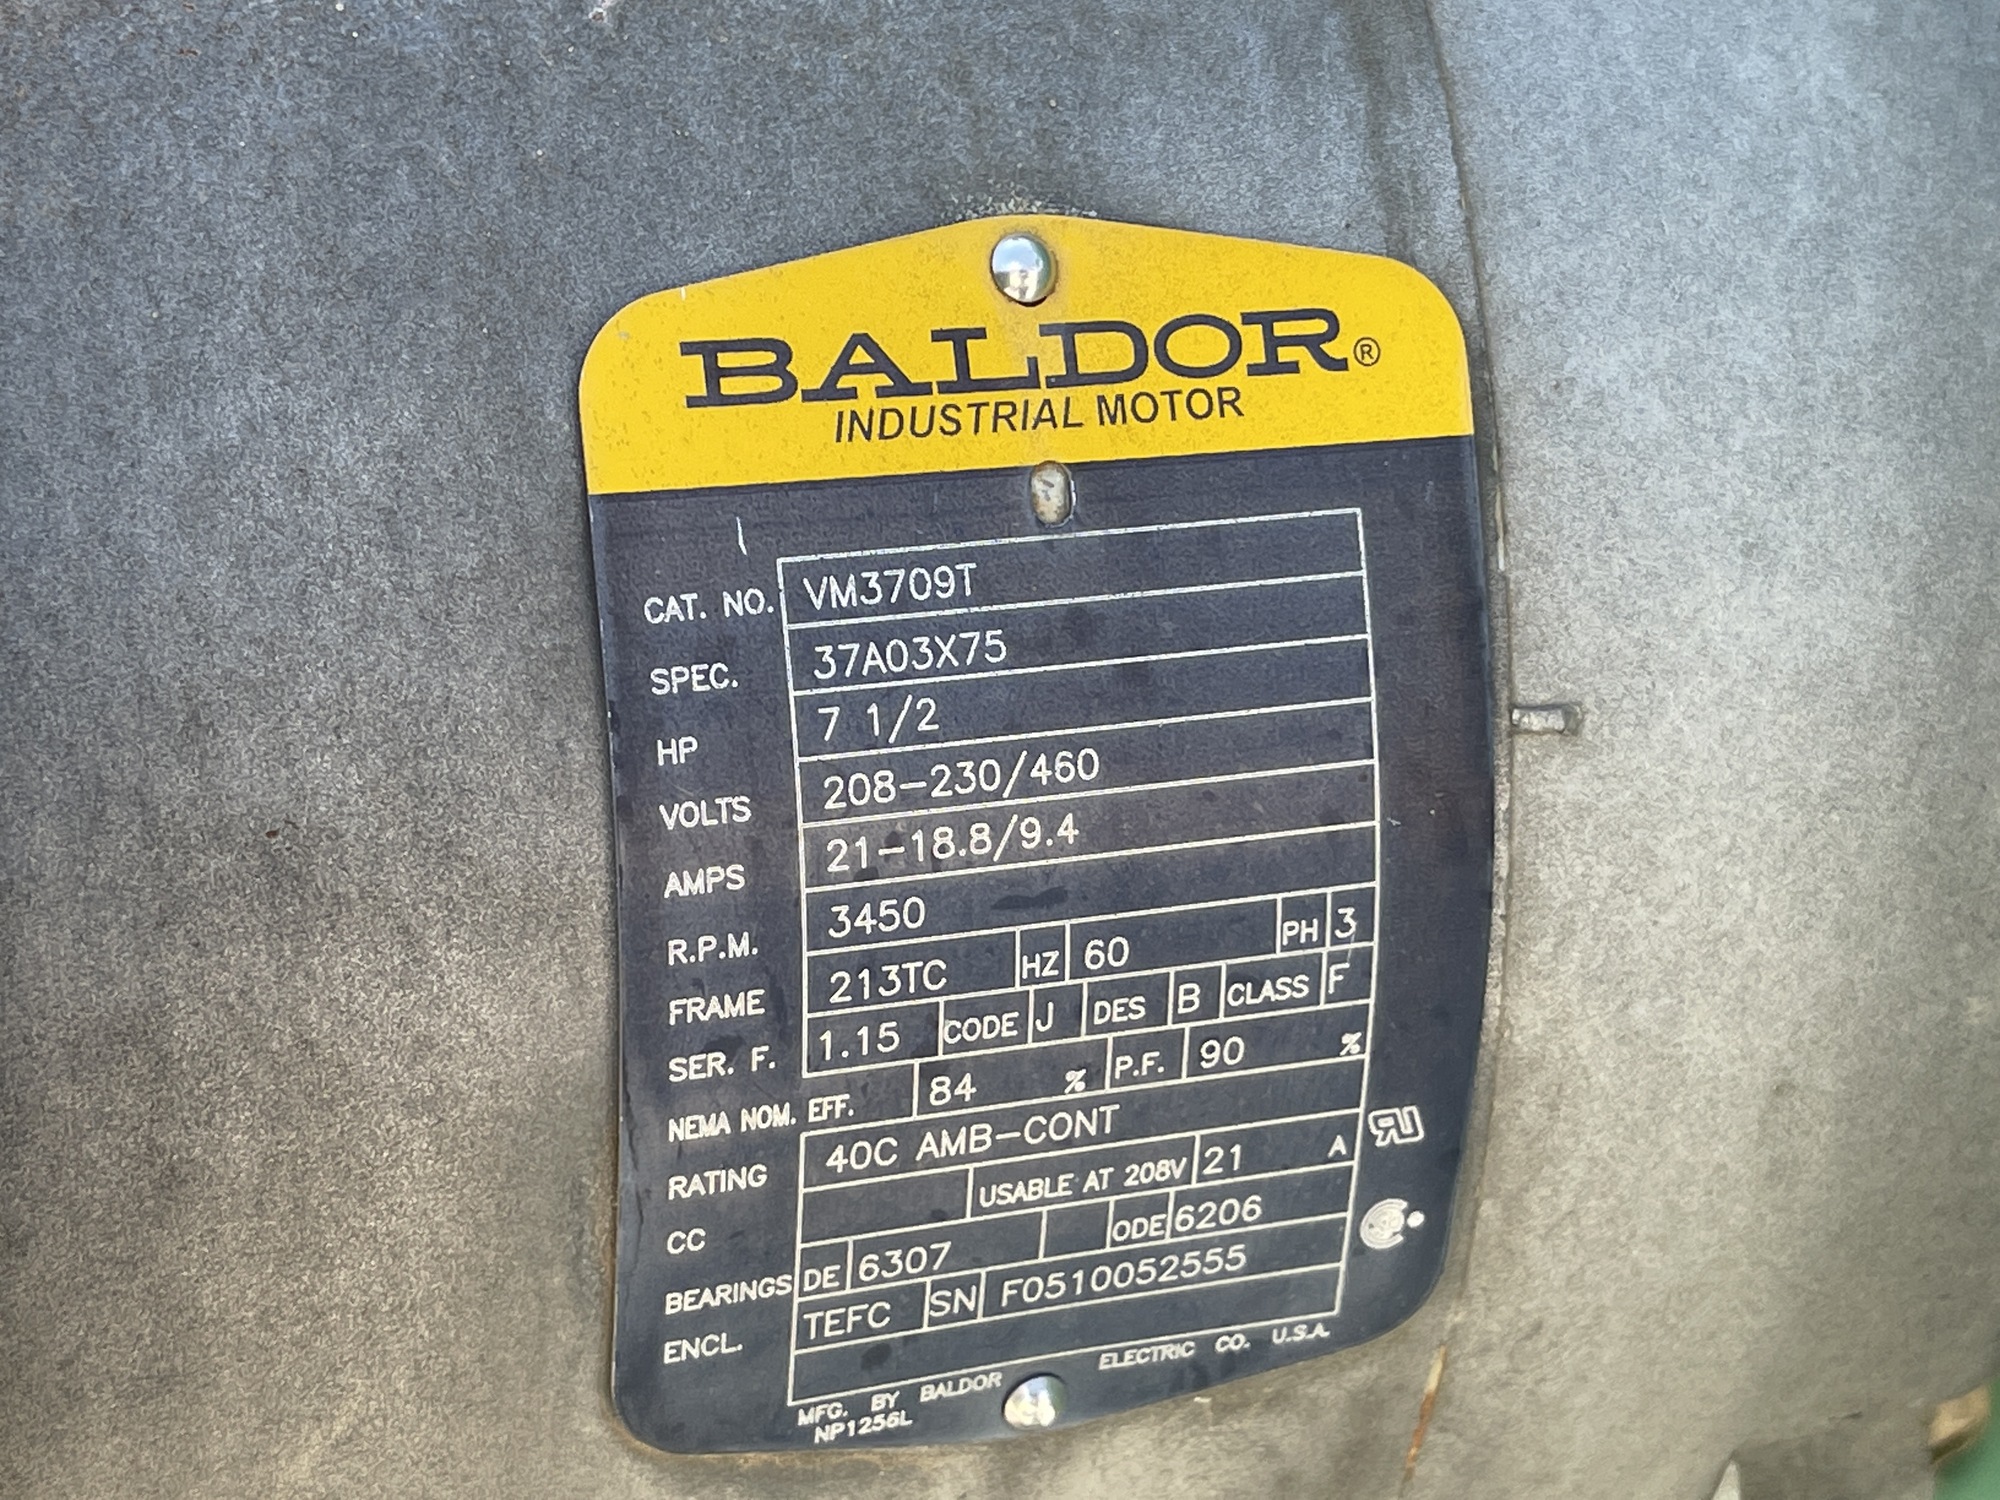 BALDOR®
INDUSTRIAL MOTOR
CAT. NO. VM3709T
SPEC. 37A03X75
HP 7 1/2
VOLTS 208-230/460
AMPS 21-18.8/9.4
R.P.M. 3450
FRAME 213TC HZ 60 PH 3
SER. F. 1.15 CODE J DES B CLASS F
NEMA NOM. EFF. 84 % P.F. 90 %
RATING 40C AMB-CONT
CC USABLE AT 208V 21 A
BEARINGS DE 6307 ODE 6206
ENCL. TEFC SN F0510052555
MFG. BY BALDOR ELECTRIC CO. U.S.A.
NP1256L